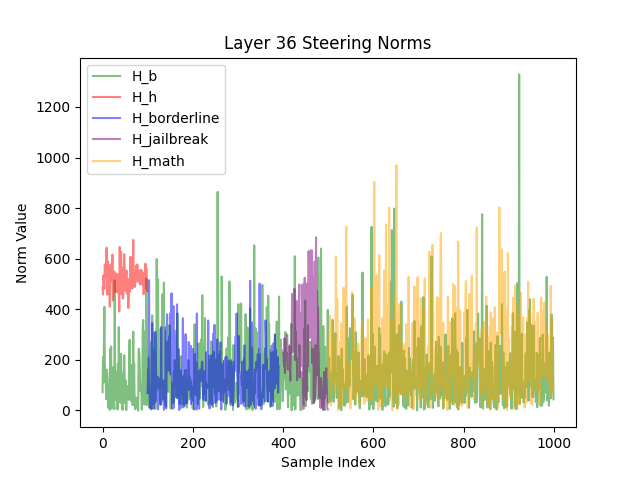 Layer 36 Steering Norms
H_b
H_h
H_borderline
H_jailbreak
H_math
Norm Value
1200
1000
800
600
400
200
0
0 200 400 600 800 1000
Sample Index